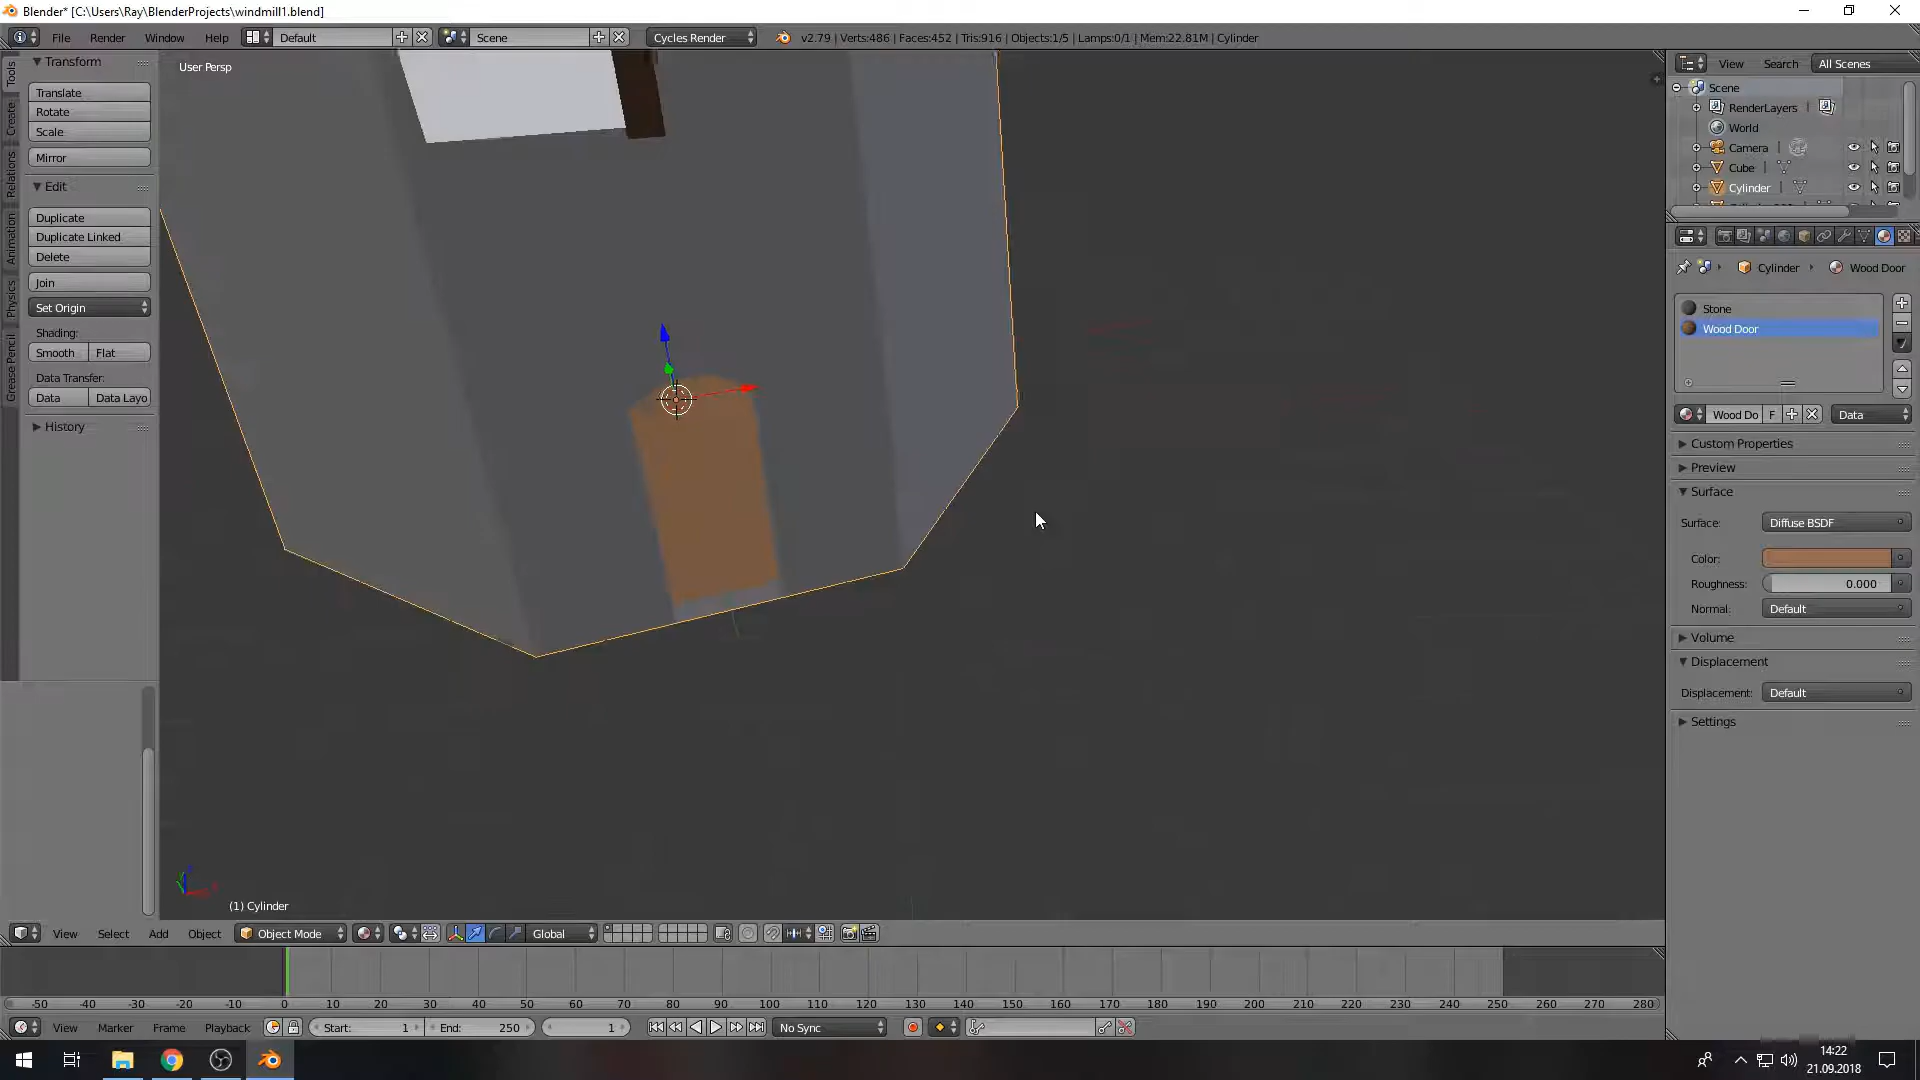 Blender* [C:\Users\Ray\BlenderProjects\windmill1.blend]
File Render Window Help Default Scene Cycles Render v2.79 | Verts:486 | Faces:452 | Tris:916 | Objects:1/5 | Lamps:0/1 | Mem:22.81M | Cylinder
Tools
Create
Relations
Animation
Physics
Grease Pencil
Transform
Translate
Rotate
Scale
Mirror
Edit
Duplicate
Duplicate Linked
Delete
Join
Set Origin
Shading:
Smooth Flat
Data Transfer:
Data Data Layo
History
User Persp
(1) Cylinder
View Search All Scenes
Scene
RenderLayers
World
Camera
Cube
Cylinder
Cylinder Wood Door
Stone
Wood Door
Wood Do F Data
Custom Properties
Preview
Surface
Surface: Diffuse BSDF
Color:
Roughness: 0.000
Normal: Default
Volume
Displacement
Displacement: Default
Settings
View Select Add Object Object Mode Global
-50 -40 -30 -20 -10 0 10 20 30 40 50 60 70 80 90 100 110 120 130 140 150 160 170 180 190 200 210 220 230 240 250 260 270 280
View Marker Frame Playback Start: 1 End: 250 1 No Sync
14:22
21.09.2018